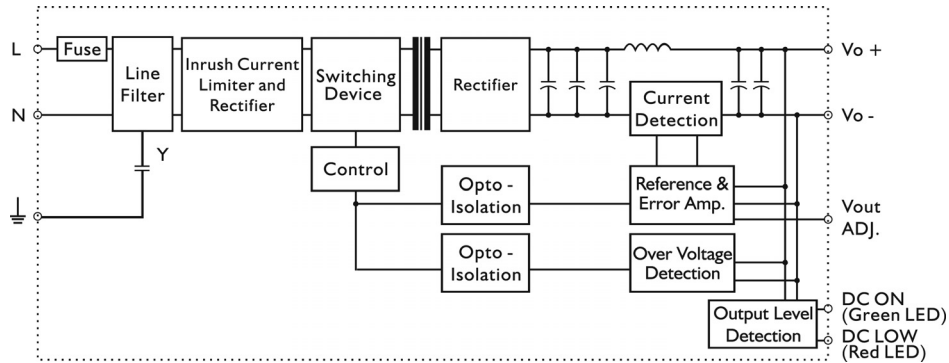 L
Fuse
Line
Filter
Inrush Current
Limiter and
Rectifier
Switching
Device
Rectifier
Vo +
N
Current
Detection
Vo -
Y
Control
Opto -
Isolation
Reference &
Error Amp.
Vout
ADJ.
Opto -
Isolation
Over Voltage
Detection
Output Level
Detection
DC ON
(Green LED)
DC LOW
(Red LED)